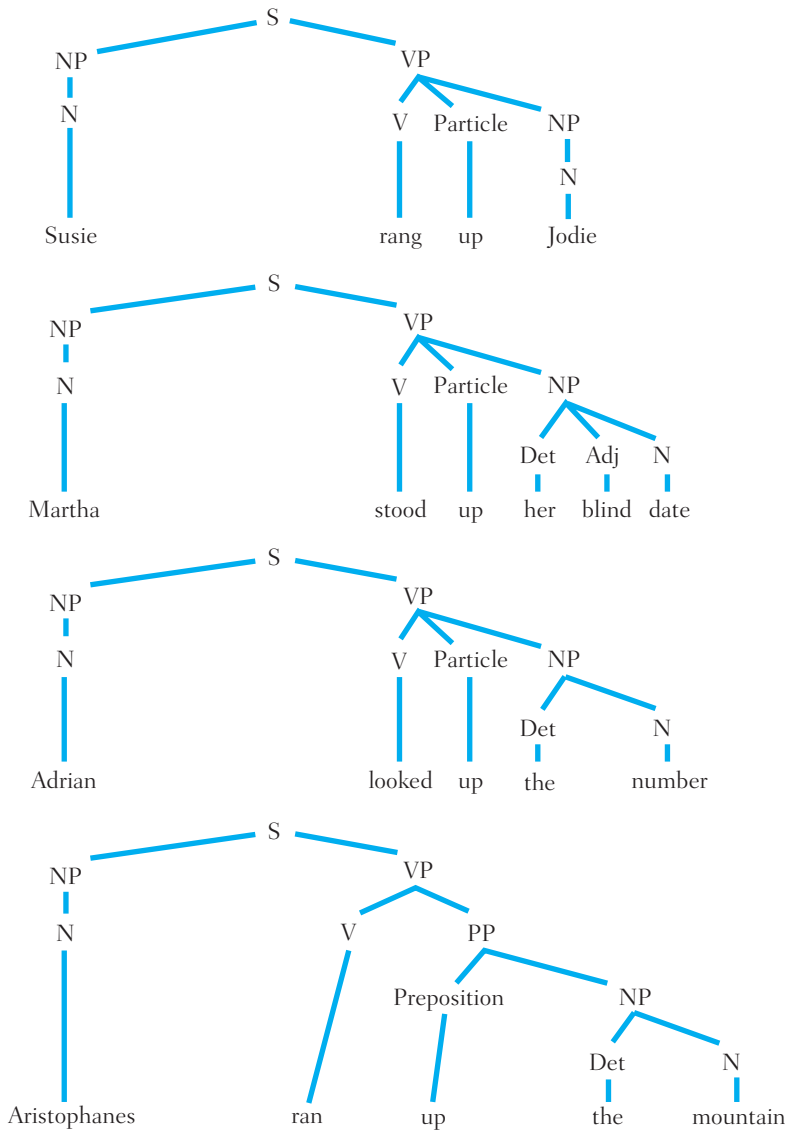 S
NP VP
N V Particle NP
N
Susie rang up Jodie
S
NP VP
N V Particle NP
Det Adj N
Martha stood up her blind date
S
NP VP
N V Particle NP
Det N
Adrian looked up the number
S
NP VP
N V PP
Preposition NP
Det N
Aristophanes ran up the mountain